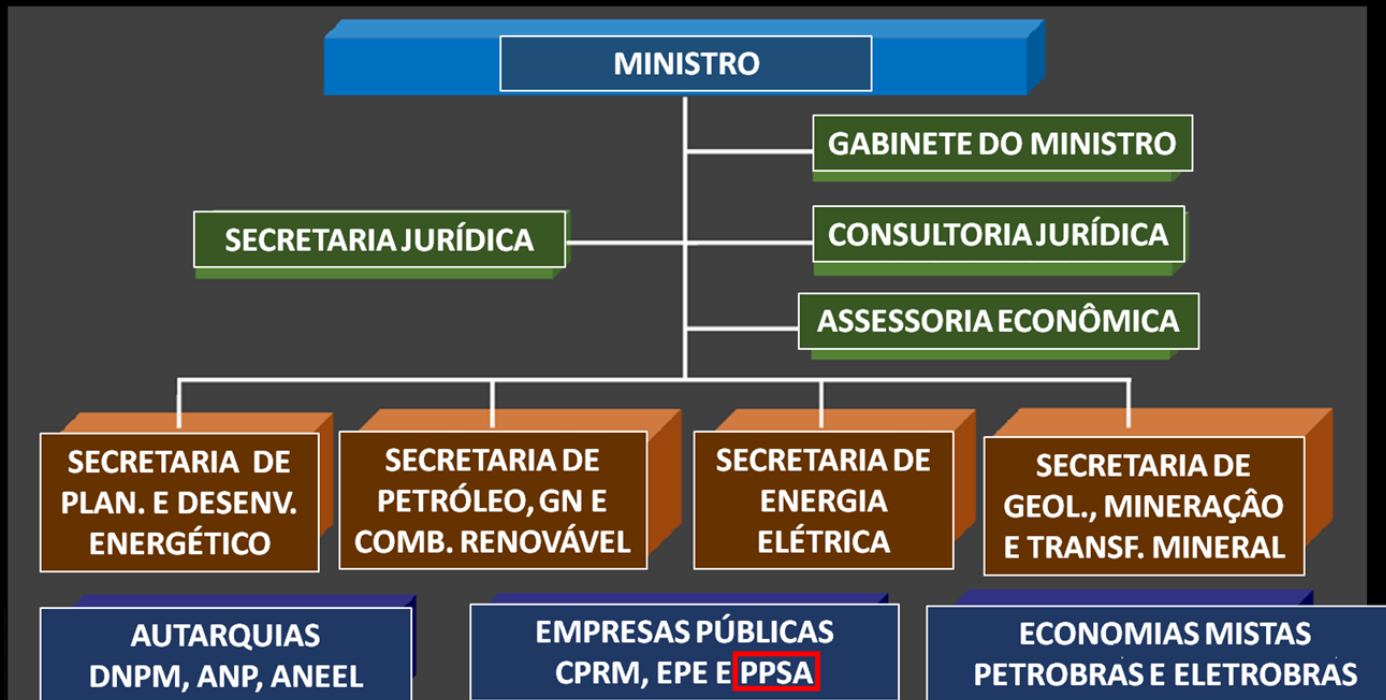 MINISTRO
GABINETE DO MINISTRO
SECRETARIA JURÍDICA
CONSULTORIA JURÍDICA
ASSESSORIA ECONÔMICA
SECRETARIA DE
PLAN. E DESENV.
ENERGÉTICO
SECRETARIA DE
PETRÓLEO, GN E
COMB. RENOVÁVEL
SECRETARIA DE
ENERGIA
ELÉTRICA
SECRETARIA DE
GEOL., MINERAÇÂO
E TRANSF. MINERAL
AUTARQUIAS
DNPM, ANP, ANEEL
EMPRESAS PÚBLICAS
CPRM, EPE E PPSA
ECONOMIAS MISTAS
PETROBRAS E ELETROBRAS